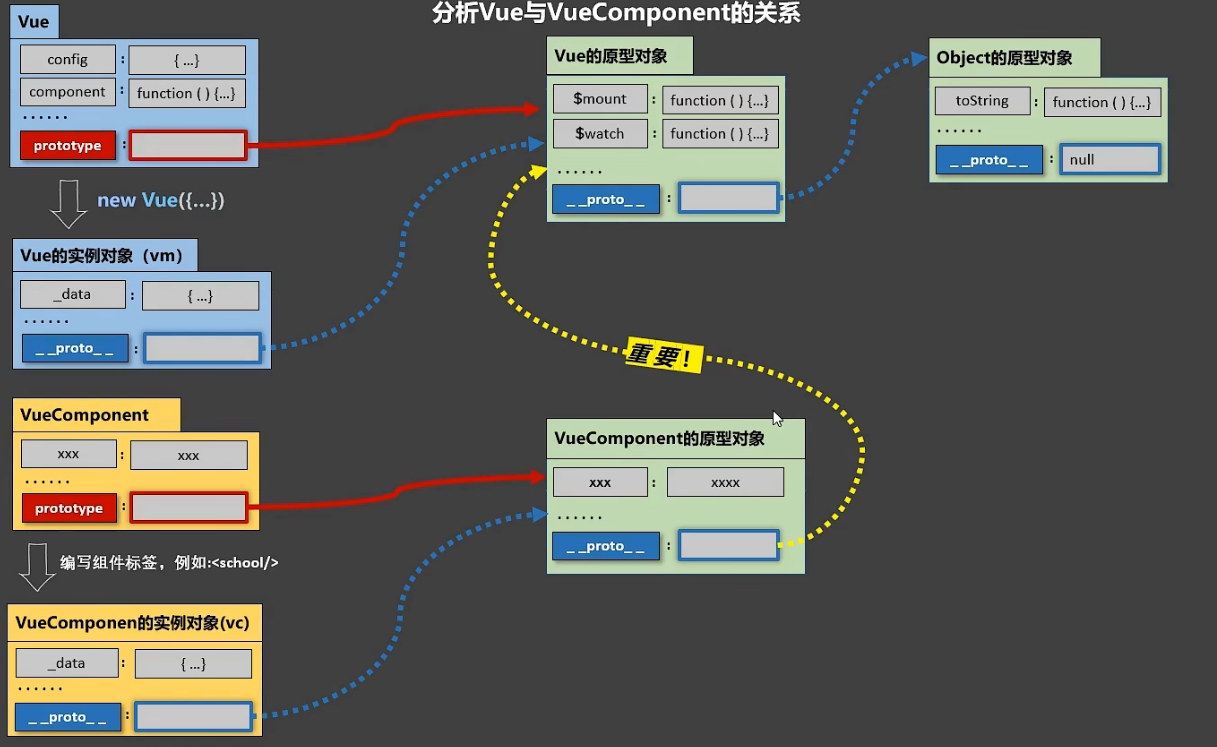 分析Vue与VueComponent的关系
Vue
config : { ...}
component : function ( ) {...}
······
prototype :
new Vue({...})
Vue的实例对象（vm）
_data : { ...}
······
_ _proto_ _ :
VueComponent
xxx : xxx
······
prototype :
编写组件标签，例如:<school/>
VueComponen的实例对象(vc)
_data : { ...}
······
_ _proto_ _ :
Vue的原型对象
$mount : function ( ) {...}
$watch : function ( ) {...}
······
_ _proto_ _ :
重要！
VueComponent的原型对象
xxx : xxxx
······
_ _proto_ _ :
Object的原型对象
toString : function ( ) {...}
······
_ _proto_ _ : null